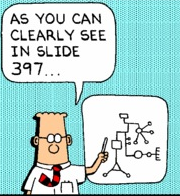 AS YOU CAN
CLEARLY SEE
IN SLIDE
397...